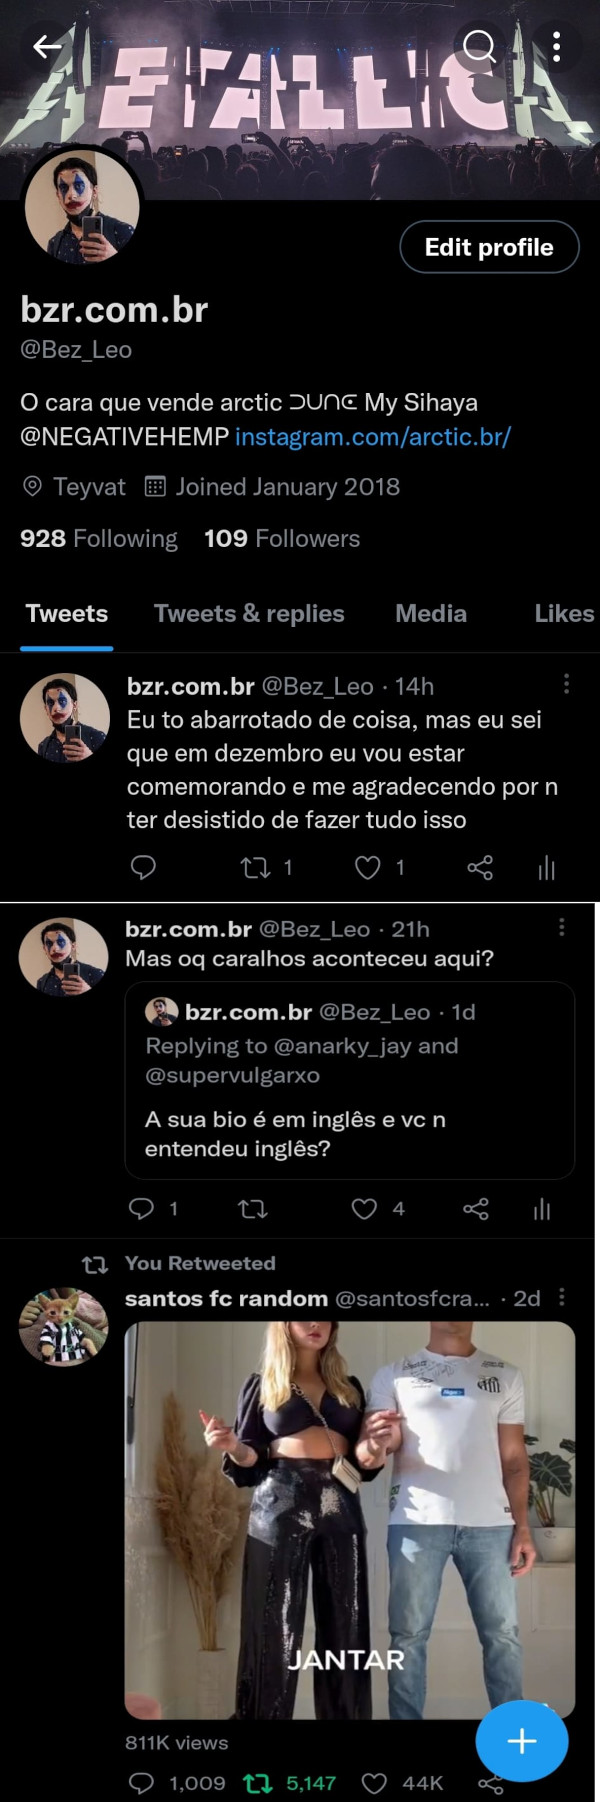 METALLICA
Edit profile
bzr.com.br
@Bez_Leo
O cara que vende arctic ⊃∪∩⋐ My Sihaya
@NEGATIVEHEMP instagram.com/arctic.br/
Teyvat Joined January 2018
928 Following 109 Followers
Tweets Tweets & replies Media Likes
bzr.com.br @Bez_Leo · 14h
Eu to abarrotado de coisa, mas eu sei
que em dezembro eu vou estar
comemorando e me agradecendo por n
ter desistido de fazer tudo isso
1 1
bzr.com.br @Bez_Leo · 21h
Mas oq caralhos aconteceu aqui?
bzr.com.br @Bez_Leo · 1d
Replying to @anarky_jay and
@supervulgarxo
A sua bio é em inglês e vc n
entendeu inglês?
1 4
You Retweeted
santos fc random @santosfcra... · 2d
JANTAR
811K views
1,009 5,147 44K